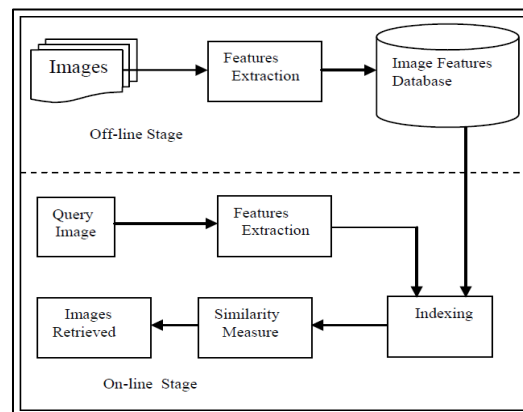 Images
Features
Extraction
Image Features
Database
Off-line Stage
Query
Image
Features
Extraction
Images
Retrieved
Similarity
Measure
Indexing
On-line Stage